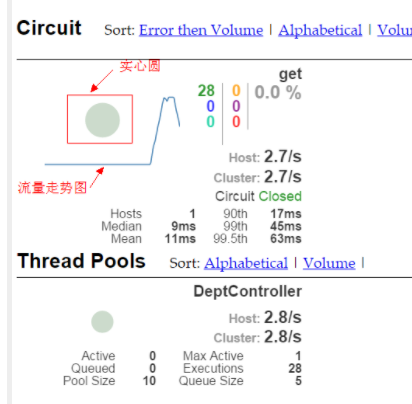 Circuit Sort: Error then Volume | Alphabetical | Volu
实心圆
get
28 0 0.0 %
0 0
0 0
Host: 2.7/s
流量走势图
Cluster: 2.7/s
Circuit Closed
Hosts 1 90th 17ms
Median 9ms 99th 45ms
Mean 11ms 99.5th 63ms
Thread Pools Sort: Alphabetical | Volume |
DeptController
Host: 2.8/s
Cluster: 2.8/s
Active 0 Max Active 1
Queued 0 Executions 28
Pool Size 10 Queue Size 5